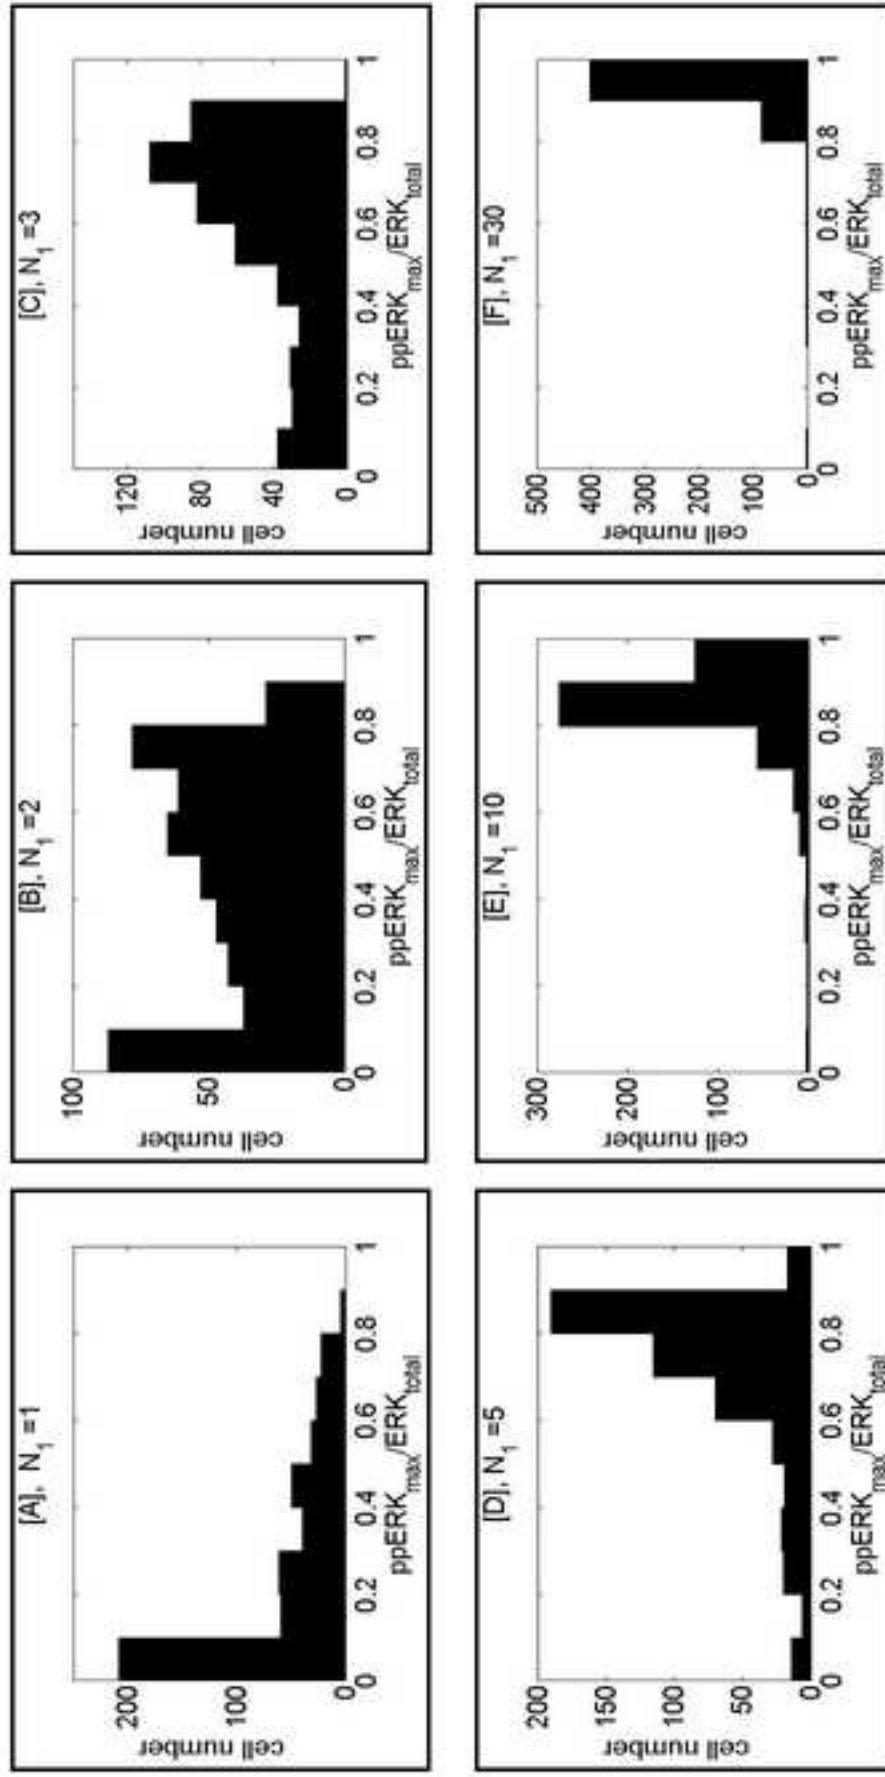 [A], N1 =1
200
100
0
cell number
0 0.2 0.4 0.6 0.8 1
ppERKmax/ERKtotal
[B], N1 =2
100
50
0
cell number
0 0.2 0.4 0.6 0.8 1
ppERKmax/ERKtotal
[C], N1 =3
120
80
40
0
cell number
0 0.2 0.4 0.6 0.8 1
ppERKmax/ERKtotal
[D], N1 =5
200
150
100
50
0
cell number
0 0.2 0.4 0.6 0.8 1
ppERKmax/ERKtotal
[E], N1 =10
300
200
100
0
cell number
0 0.2 0.4 0.6 0.8 1
ppERKmax/ERKtotal
[F], N1 =30
500
400
300
200
100
0
cell number
0 0.2 0.4 0.6 0.8 1
ppERKmax/ERKtotal